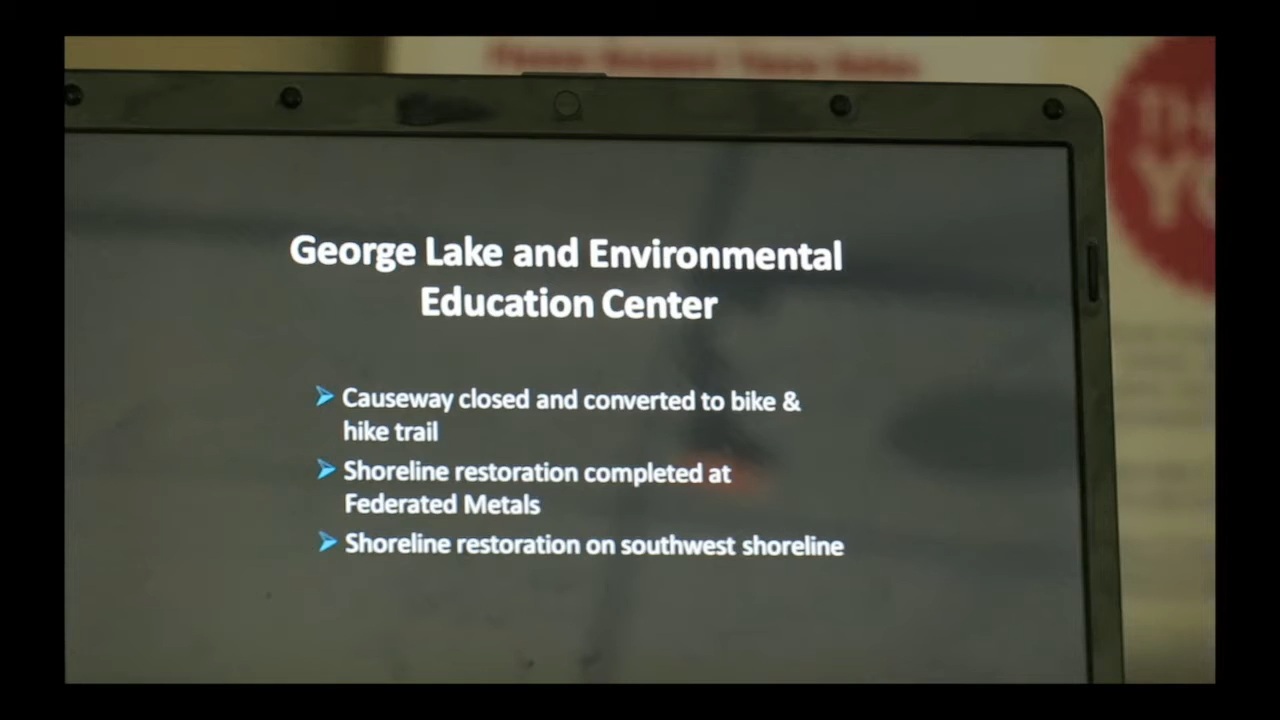 George Lake and Environmental
Education Center
Causeway closed and converted to bike &
hike trail
Shoreline restoration completed at
Federated Metals
Shoreline restoration on southwest shoreline